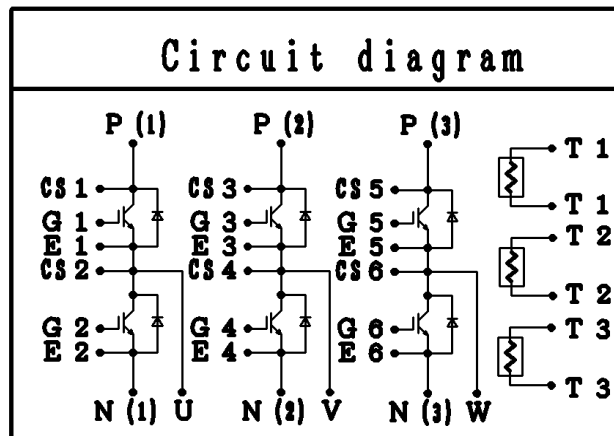 Circuit diagram
P (1) P (2) P (3)
T 1
CS 1 CS 3 CS 5
T 1
G 1 G 3 G 5
T 2
E 1 E 3 E 5
CS 2 CS 4 CS 6
T 2
T 3
G 2 G 4 G 6
E 2 E 4 E 6
T 3
N (1) U N (2) V N (3) W